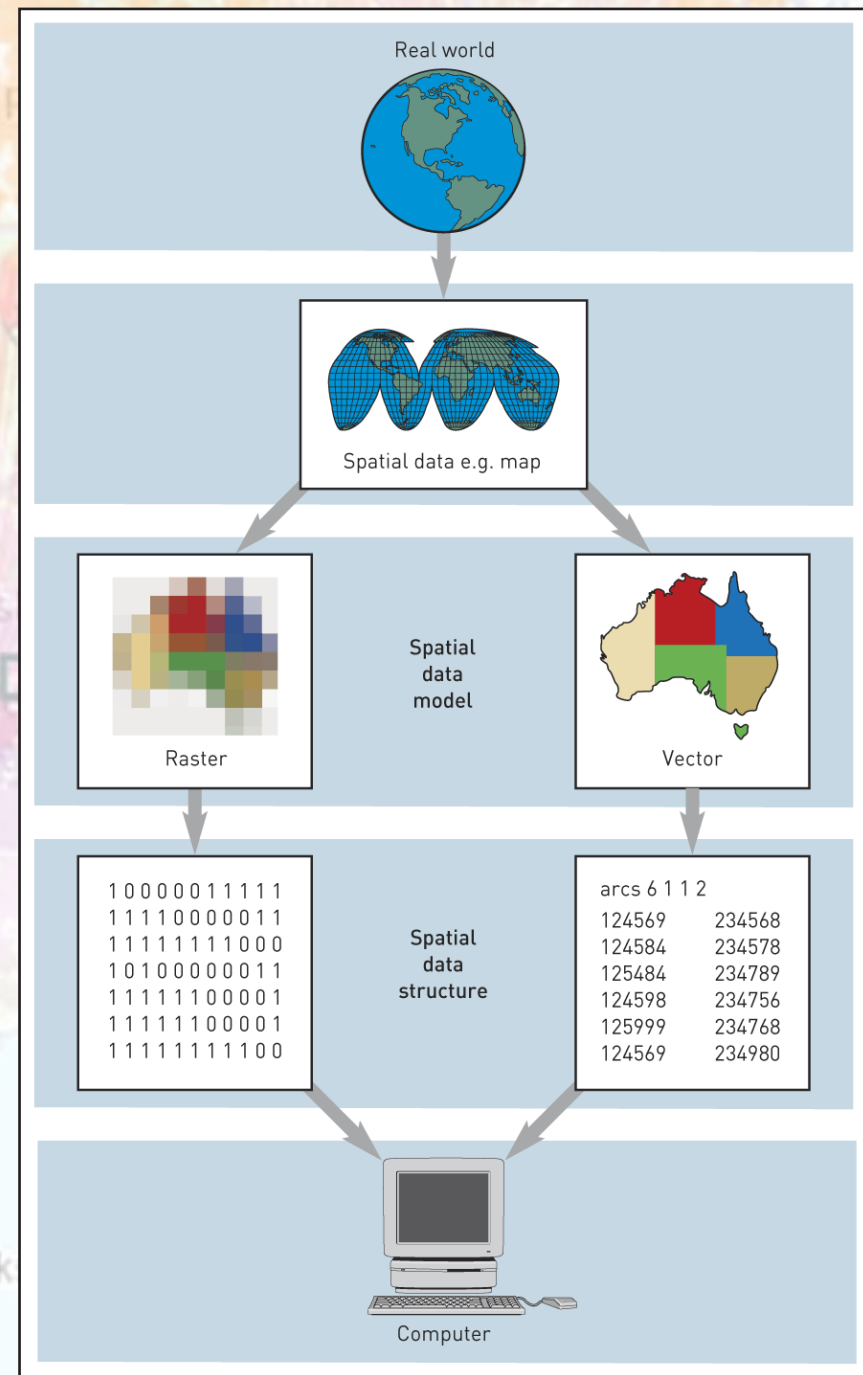 Real world
Spatial data e.g. map
Spatial
data
model
Raster
Vector
1 0 0 0 0 0 1 1 1 1 1
1 1 1 1 0 0 0 0 0 1 1
1 1 1 1 1 1 1 1 0 0 0
1 0 1 0 0 0 0 0 0 1 1
1 1 1 1 1 1 0 0 0 0 1
1 1 1 1 1 1 0 0 0 0 1
1 1 1 1 1 1 1 1 1 0 0
Spatial
data
structure
arcs 6 1 1 2
124569 234568
124584 234578
125484 234789
124598 234756
125999 234768
124569 234980
Computer